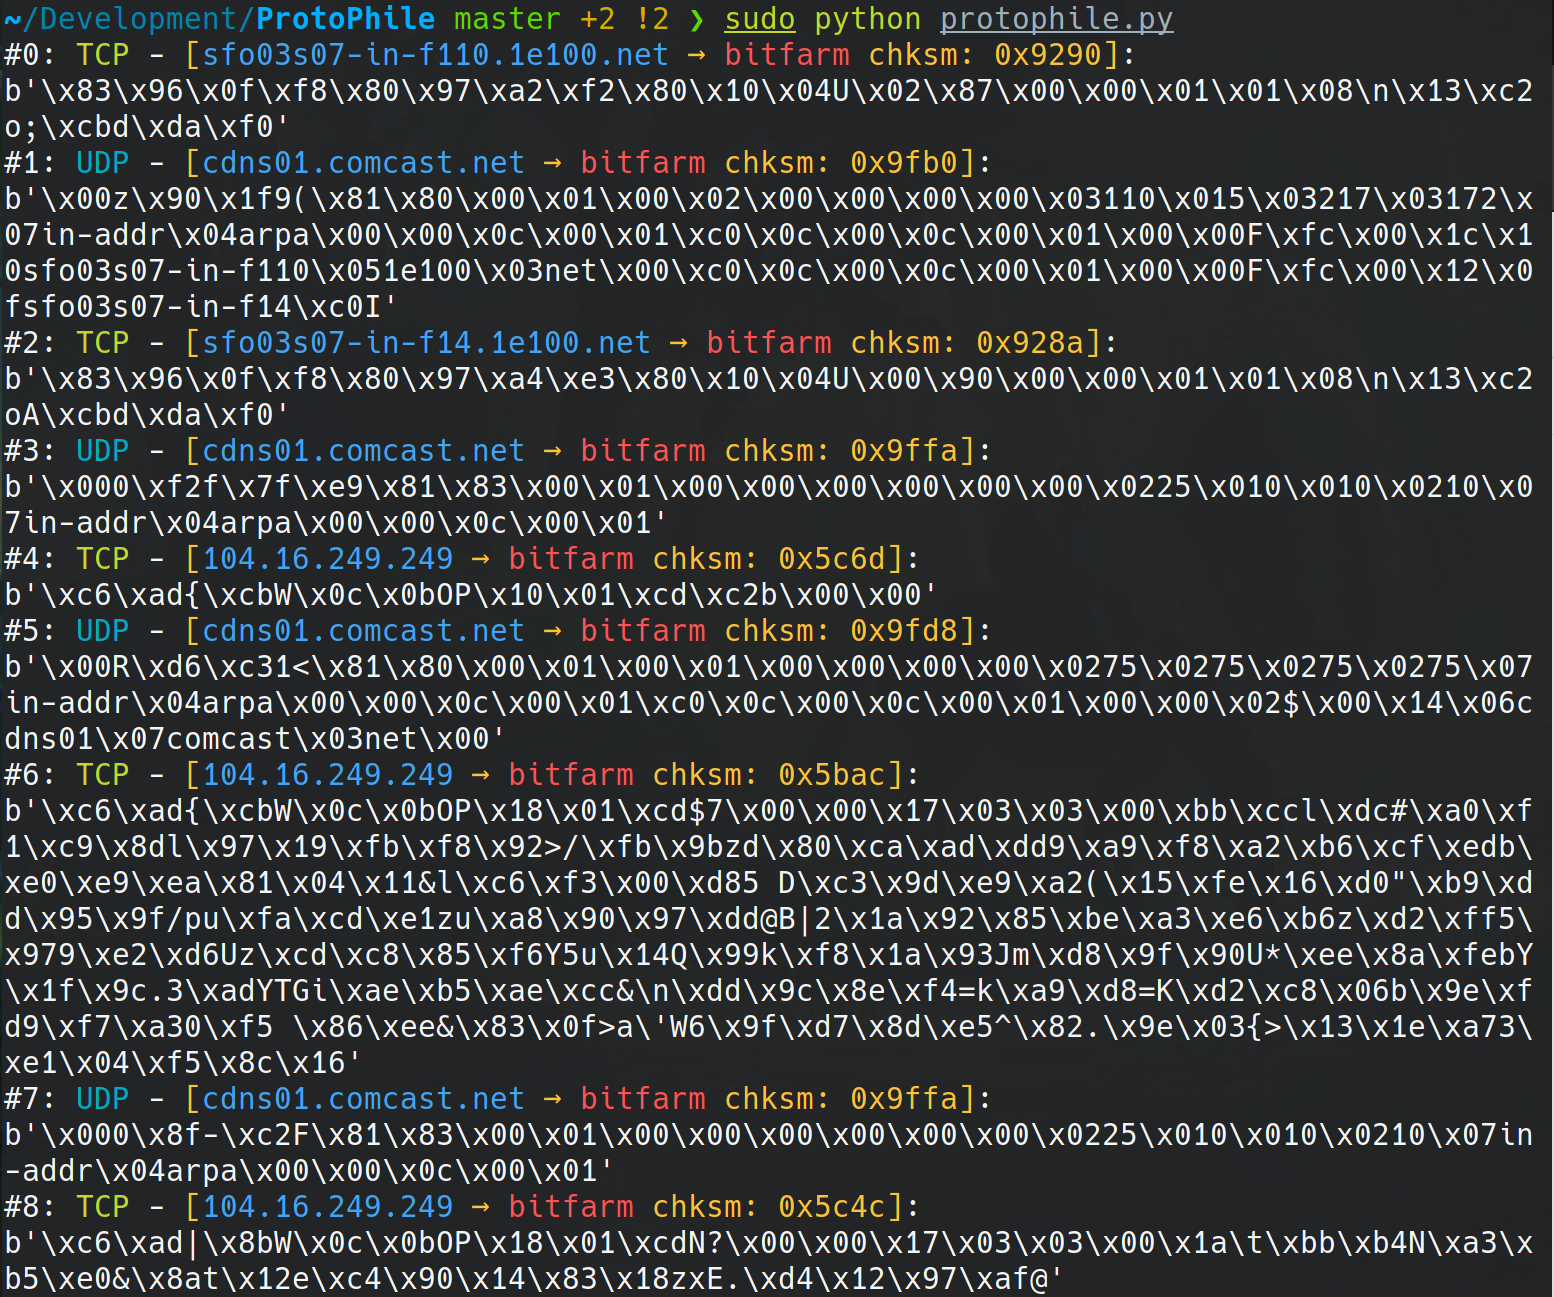 ~/Development/ProtoPhile master +2 !2 ❯ sudo python protophile.py
#0: TCP - [sfo03s07-in-f110.1e100.net → bitfarm chksm: 0x9290]:
b'\x83\x96\x0f\xf8\x80\x97\xa2\xf2\x80\x10\x04U\x02\x87\x00\x00\x01\x01\x08\n\x13\xc2
o;\xcbd\xda\xf0'
#1: UDP - [cdns01.comcast.net → bitfarm chksm: 0x9fb0]:
b'\x00z\x90\x1f9(\x81\x80\x00\x01\x00\x02\x00\x00\x00\x00\x03110\x015\x03217\x03172\x
07in-addr\x04arpa\x00\x00\x0c\x00\x01\xc0\x0c\x00\x0c\x00\x01\x00\x00F\xfc\x00\x1c\x1
0sfo03s07-in-f110\x051e100\x03net\x00\xc0\x0c\x00\x0c\x00\x01\x00\x00F\xfc\x00\x12\x0
fsfo03s07-in-f14\xc0I'
#2: TCP - [sfo03s07-in-f14.1e100.net → bitfarm chksm: 0x928a]:
b'\x83\x96\x0f\xf8\x80\x97\xa4\xe3\x80\x10\x04U\x00\x90\x00\x00\x01\x01\x08\n\x13\xc2
oA\xcbd\xda\xf0'
#3: UDP - [cdns01.comcast.net → bitfarm chksm: 0x9ffa]:
b'\x000\xf2f\x7f\xe9\x81\x83\x00\x01\x00\x00\x00\x00\x00\x00\x0225\x010\x010\x0210\x0
7in-addr\x04arpa\x00\x00\x0c\x00\x01'
#4: TCP - [104.16.249.249 → bitfarm chksm: 0x5c6d]:
b'\xc6\xad{\xcbW\x0c\x0bOP\x10\x01\xcd\xc2b\x00\x00'
#5: UDP - [cdns01.comcast.net → bitfarm chksm: 0x9fd8]:
b'\x00R\xd6\xc31<\x81\x80\x00\x01\x00\x01\x00\x00\x00\x00\x0275\x0275\x0275\x0275\x07
in-addr\x04arpa\x00\x00\x0c\x00\x01\xc0\x0c\x00\x0c\x00\x01\x00\x00\x02$\x00\x14\x06c
dns01\x07comcast\x03net\x00'
#6: TCP - [104.16.249.249 → bitfarm chksm: 0x5bac]:
b'\xc6\xad{\xcbW\x0c\x0bOP\x18\x01\xcd$7\x00\x00\x17\x03\x03\x00\xbb\xccl\xdc#\xa0\xf
1\xc9\x8dl\x97\x19\xfb\xf8\x92>/\xfb\x9bzd\x80\xca\xad\xdd9\xa9\xf8\xa2\xb6\xcf\xedb\
xe0\xe9\xea\x81\x04\x11&l\xc6\xf3\x00\xd85 D\xc3\x9d\xe9\xa2(\x15\xfe\x16\xd0"\xb9\xd
d\x95\x9f/pu\xfa\xcd\xe1zu\xa8\x90\x97\xdd@B|2\x1a\x92\x85\xbe\xa3\xe6\xb6z\xd2\xff5\
x979\xe2\xd6Uz\xcd\xc8\x85\xf6Y5u\x14Q\x99k\xf8\x1a\x93Jm\xd8\x9f\x90U*\xee\x8a\xfebY
\x1f\x9c.3\xadYTGi\xae\xb5\xae\xcc&\n\xdd\x9c\x8e\xf4=k\xa9\xd8=K\xd2\xc8\x06b\x9e\xf
d9\xf7\xa30\xf5 \x86\xee&\x83\x0f>a\'W6\x9f\xd7\x8d\xe5^\x82.\x9e\x03{>\x13\x1e\xa73\
xe1\x04\xf5\x8c\x16'
#7: UDP - [cdns01.comcast.net → bitfarm chksm: 0x9ffa]:
b'\x000\x8f-\xc2F\x81\x83\x00\x01\x00\x00\x00\x00\x00\x00\x0225\x010\x010\x0210\x07in
-addr\x04arpa\x00\x00\x0c\x00\x01'
#8: TCP - [104.16.249.249 → bitfarm chksm: 0x5c4c]:
b'\xc6\xad|\x8bW\x0c\x0bOP\x18\x01\xcdN?\x00\x00\x17\x03\x03\x00\x1a\t\xbb\xb4N\xa3\x
b5\xe0&\x8at\x12e\xc4\x90\x14\x83\x18zxE.\xd4\x12\x97\xaf@'